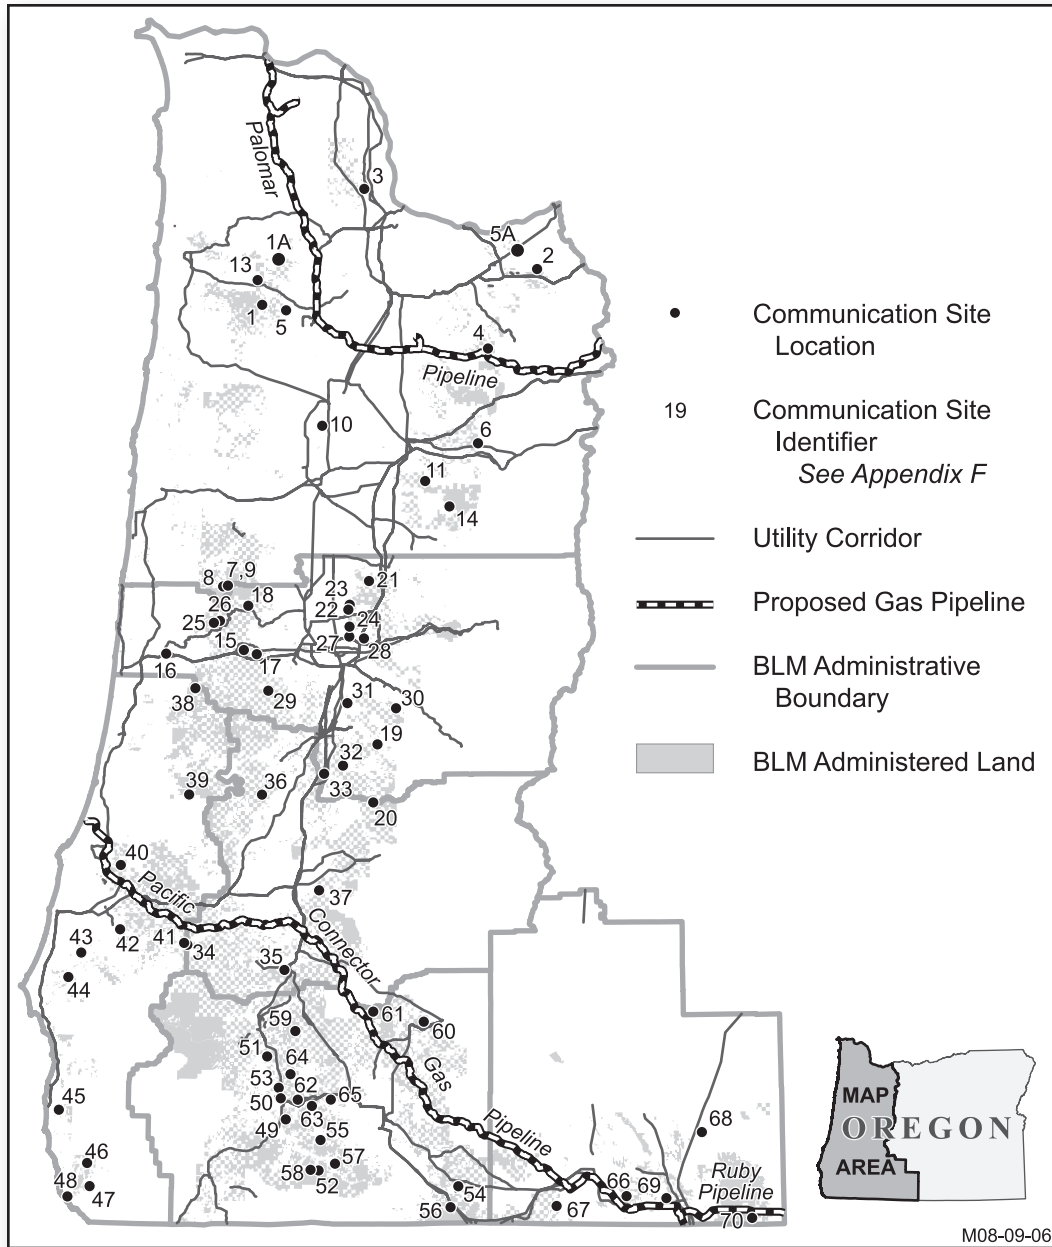 Palomar
3
5A
2
1A
13
1
5
4
Pipeline
10
6
11
14
8
7,9
18
26
25
15
16
17
21
23
22
24
27
28
38
29
31
30
19
32
33
39
36
20
40
Pacific
37
Connector
43
42
41
34
44
35
61
60
59
51
64
Gas
53
62
65
50
63
49
45
55
Pipeline
68
46
57
58
52
48
47
54
56
67
66
69
Ruby
Pipeline
70
Communication Site
Location
19
Communication Site
Identifier
See Appendix F
Utility Corridor
Proposed Gas Pipeline
BLM Administrative
Boundary
BLM Administered Land
MAP
OREGON
AREA
M08-09-06